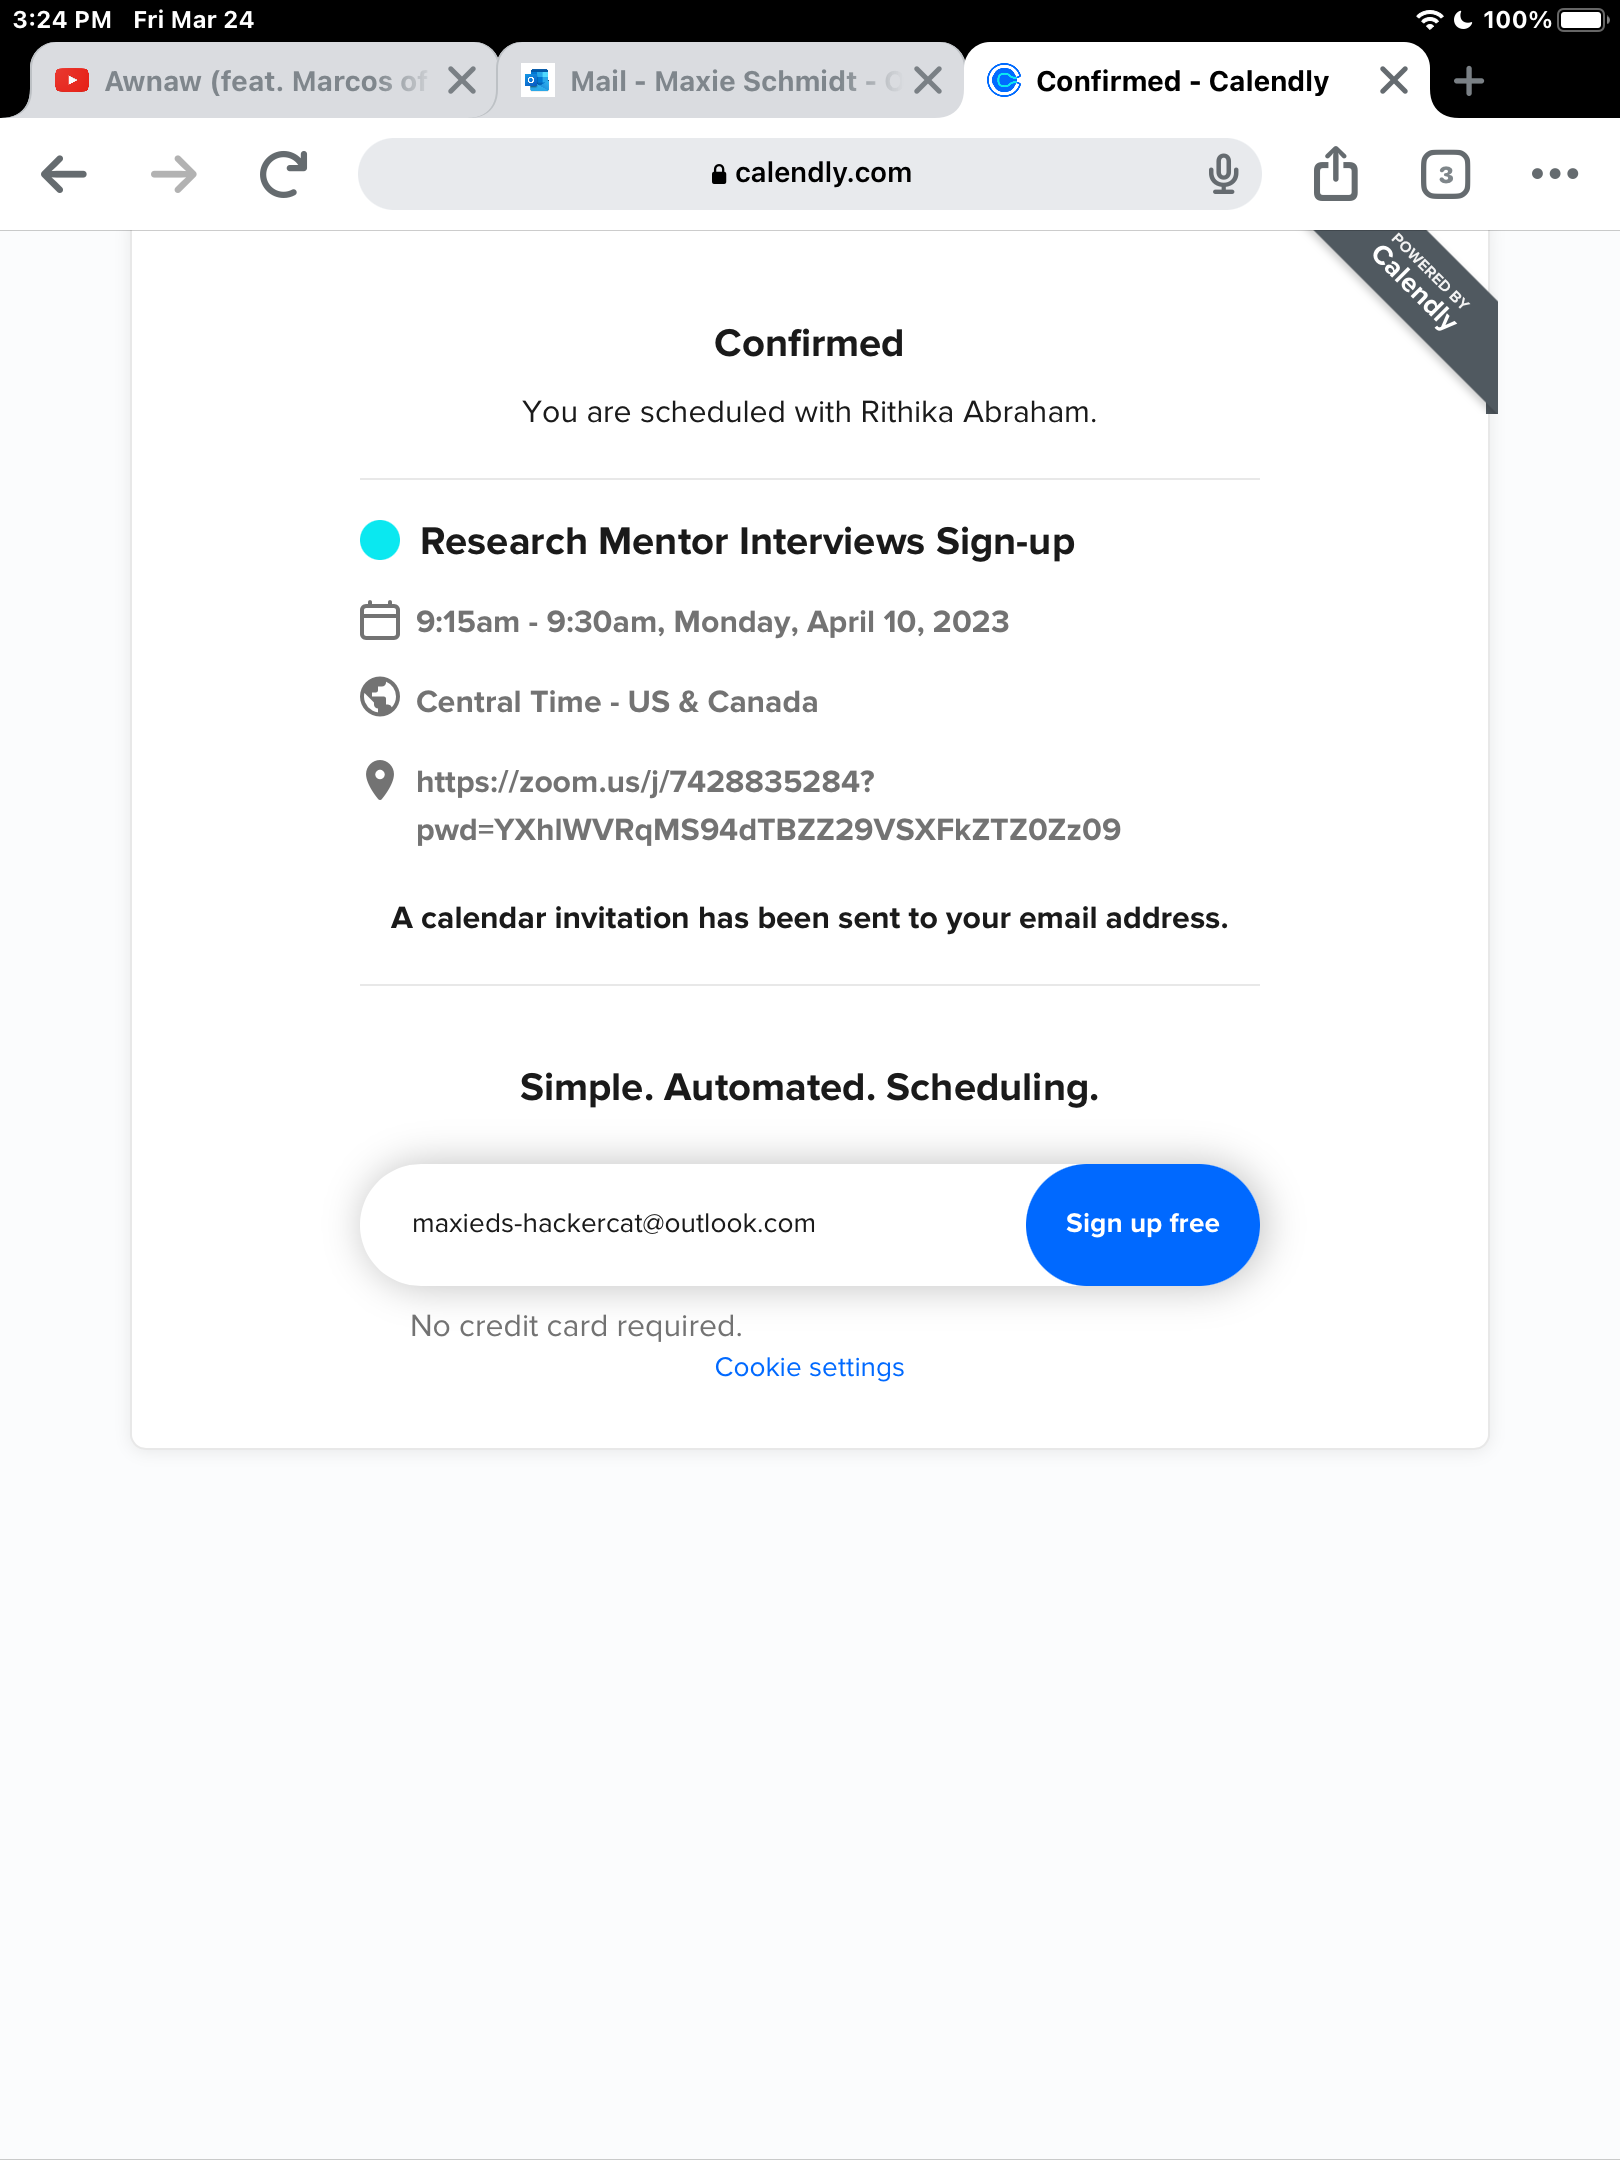 3:24 PM Fri Mar 24 100%
Awnaw (feat. Marcos of
Mail - Maxie Schmidt - O
Confirmed - Calendly
calendly.com
3
POWERED BY
Calendly
Confirmed
You are scheduled with Rithika Abraham.
Research Mentor Interviews Sign-up
9:15am - 9:30am, Monday, April 10, 2023
Central Time - US & Canada
https://zoom.us/j/7428835284?
pwd=YXhlWVRqMS94dTBZZ29VSXFkZTZ0Zz09
A calendar invitation has been sent to your email address.
Simple. Automated. Scheduling.
maxieds-hackercat@outlook.com
Sign up free
No credit card required.
Cookie settings